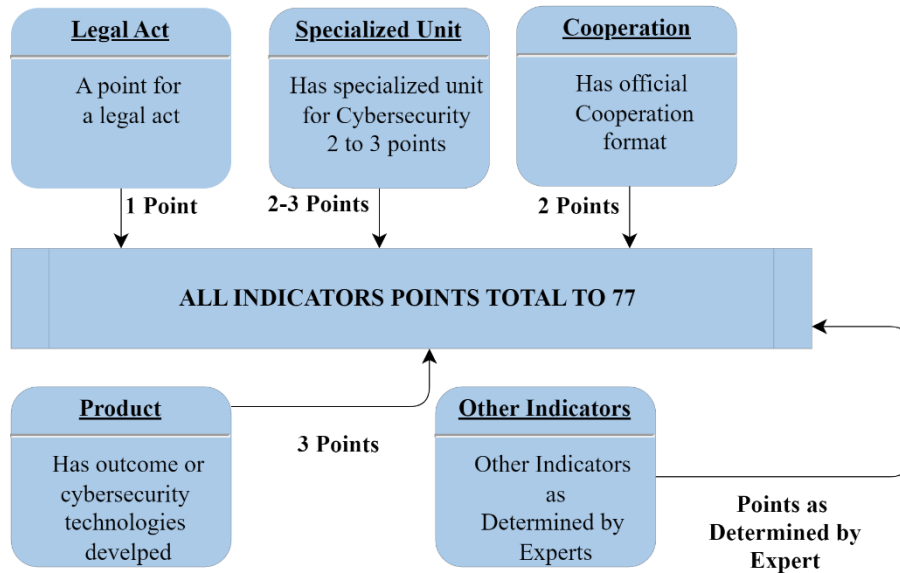 Legal Act
A point for
a legal act
Specialized Unit
Has specialized unit
for Cybersecurity
2 to 3 points
Cooperation
Has official
Cooperation
format
1 Point
2-3 Points
2 Points
ALL INDICATORS POINTS TOTAL TO 77
Product
Has outcome or
cybersecurity
technologies
develped
3 Points
Other Indicators
Other Indicators
as
Determined by
Experts
Points as
Determined by
Expert